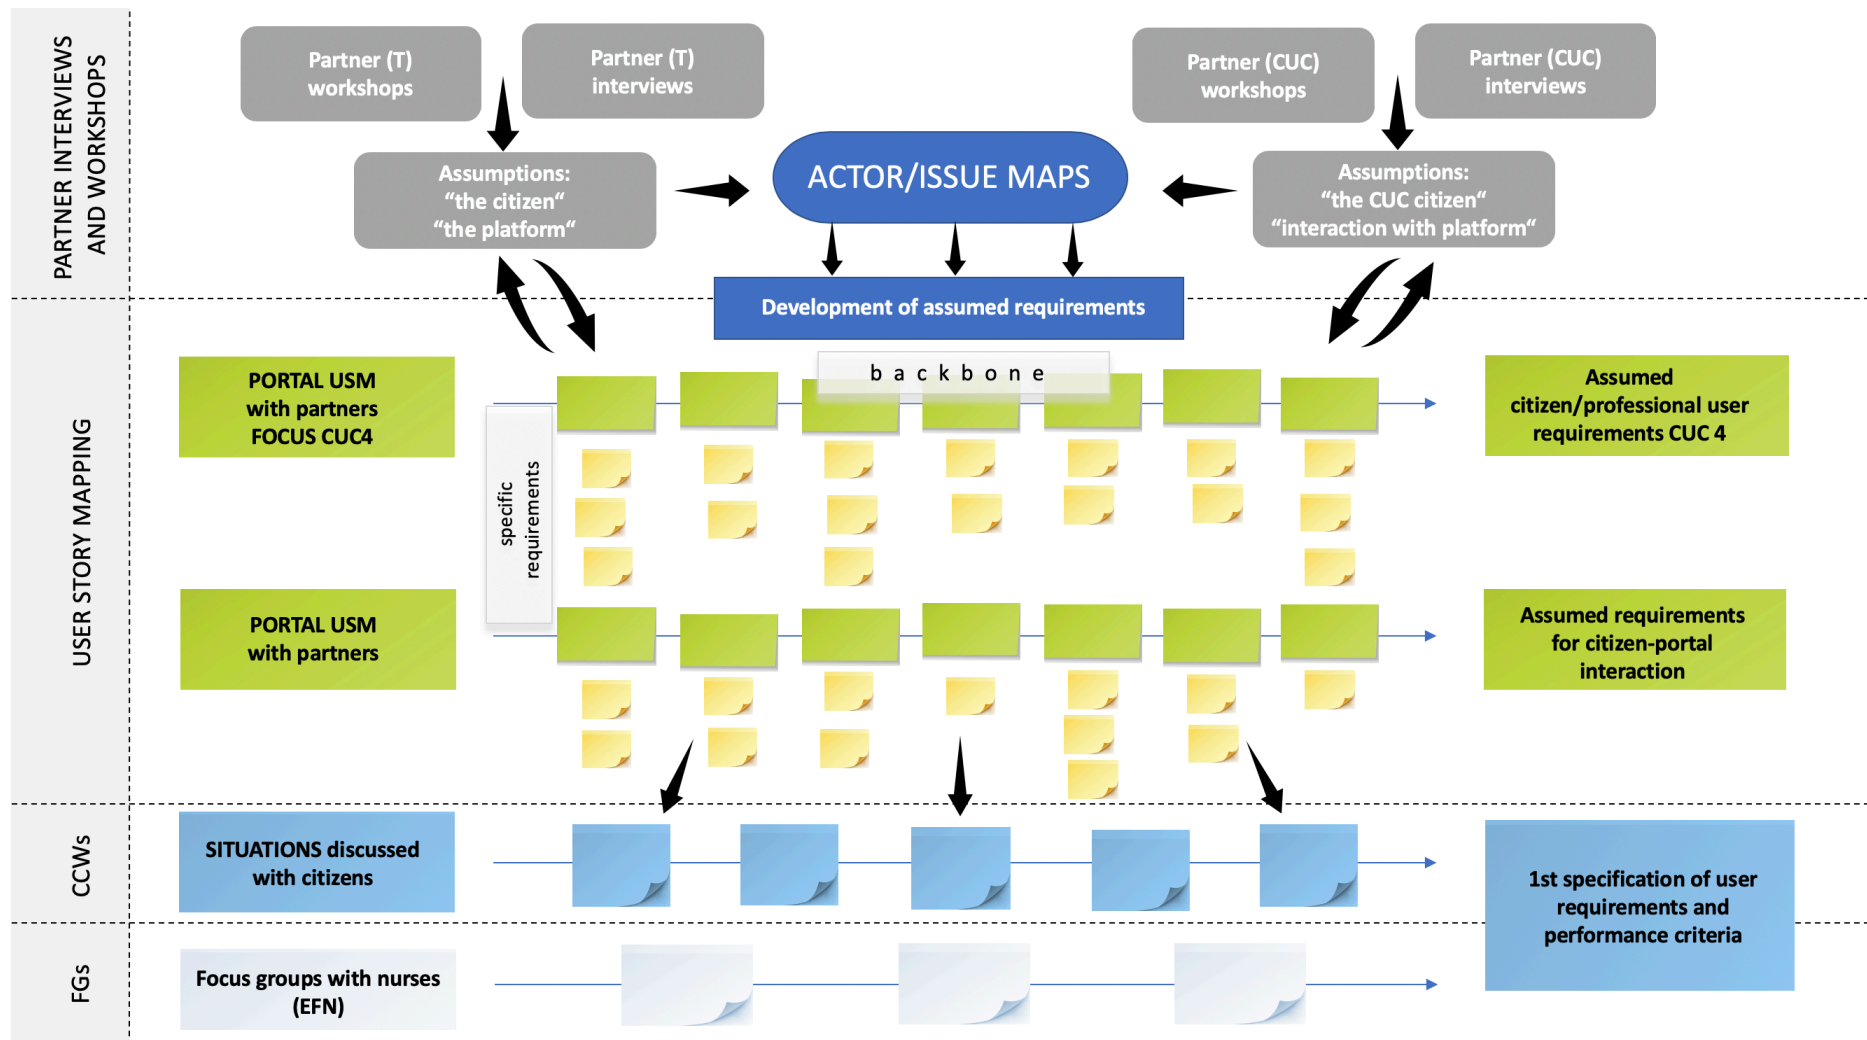 PARTNER INTERVIEWS
AND WORKSHOPS
Partner (T)
workshops
Partner (T)
interviews
Partner (CUC)
workshops
Partner (CUC)
interviews
Assumptions:
“the citizen“
“the platform“
ACTOR/ISSUE MAPS
Assumptions:
“the CUC citizen“
“interaction with platform“
Development of assumed requirements
USER STORY MAPPING
backbone
PORTAL USM
with partners
FOCUS CUC4
specific
requirements
Assumed
citizen/professional user
requirements CUC 4
PORTAL USM
with partners
Assumed requirements
for citizen-portal
interaction
CCWs
SITUATIONS discussed
with citizens
1st specification of user
requirements and
performance criteria
FGs
Focus groups with nurses
(EFN)